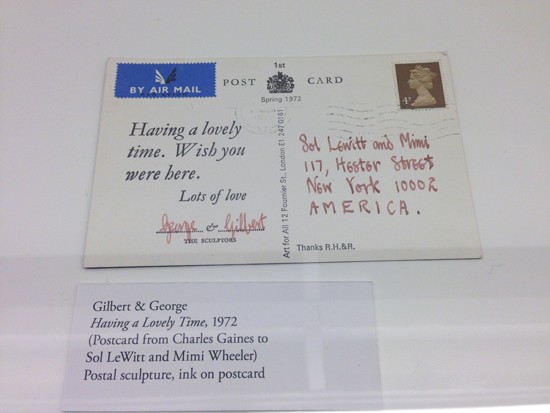 BY AIR MAIL
1st
POST CARD
Spring 1972
4P
Having a lovely
time. Wish you
were here.
Lots of love
George & Gilbert
THE SCULPTORS
Art for All 12 Fournier St. London E1 247 0161
Sol Lewitt and Mimi
117, Hester Street
New York 10002
AMERICA.
Thanks R.H.&R.
Gilbert & George
Having a Lovely Time, 1972
(Postcard from Charles Gaines to
Sol LeWitt and Mimi Wheeler)
Postal sculpture, ink on postcard